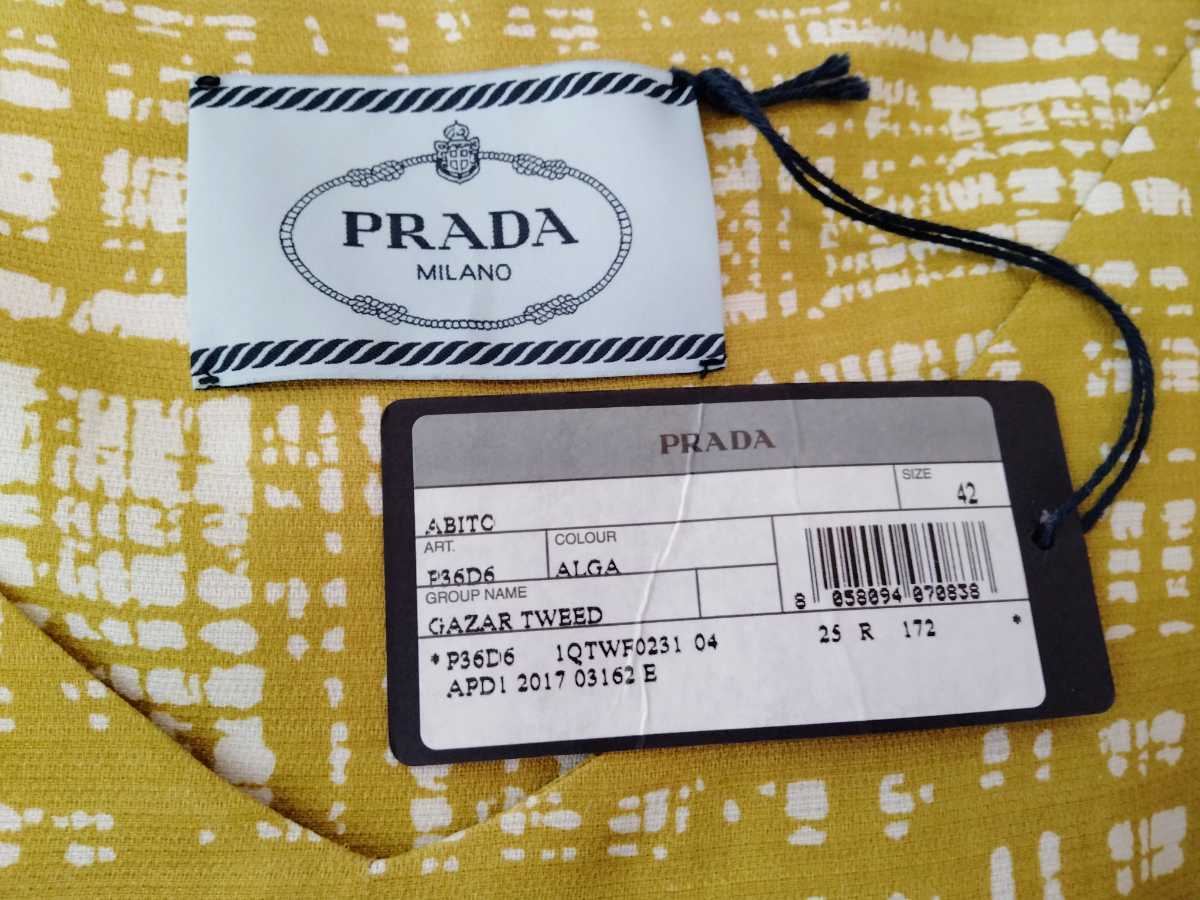 PRADA
MILANO
PRADA
SIZE
42
ABITO
ART.
P36D6
COLOUR
ALGA
GROUP NAME
GAZAR TWEED
8 058094 070838
* P36D6 1QTWF0231 04 25 R 172 *
APD1 2017 03162 E